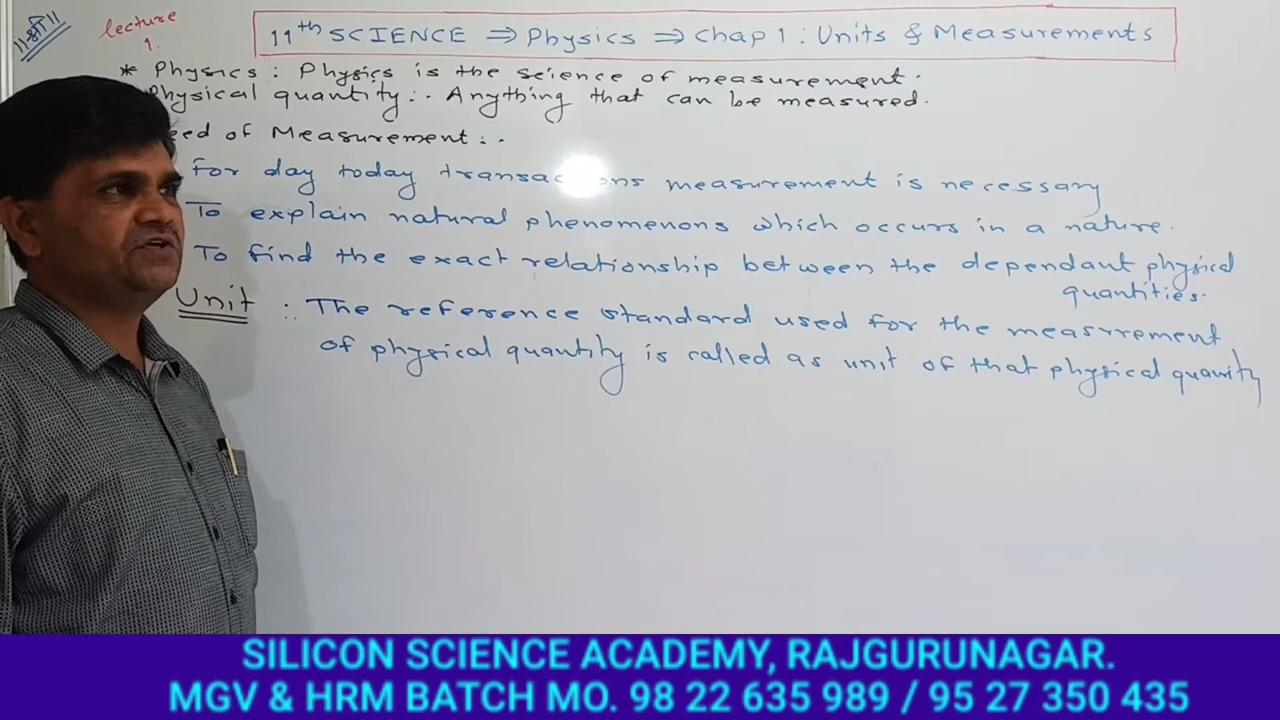 ॥श्री॥
lecture
1.
11th SCIENCE ⇒ Physics ⇒ Chap 1 : Units & Measurements
* Physics : Physics is the science of measurement.
Physical quantity :. Anything that can be measured.
eed of Measurement : .
For day today transac ons measurement is necessary
To explain natural phenomenons which occurs in a nature.
To find the exact relationship between the dependant physical
quantities.
Unit :. The reference standard used for the measurement
of physical quantity is called as unit of that physical quantity
SILICON SCIENCE ACADEMY, RAJGURUNAGAR.
MGV & HRM BATCH MO. 98 22 635 989 / 95 27 350 435